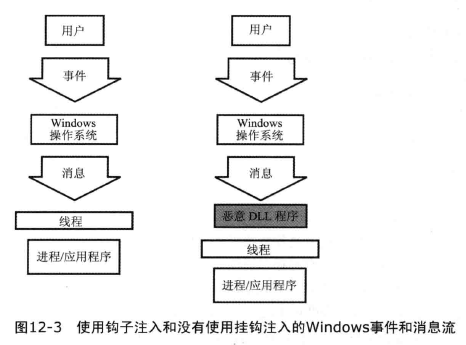 用户
事件
Windows
操作系统
消息
线程
进程/应用程序
用户
事件
Windows
操作系统
消息
恶意 DLL 程序
线程
进程/应用程序
图12-3 使用钩子注入和没有使用挂钩注入的Windows事件和消息流